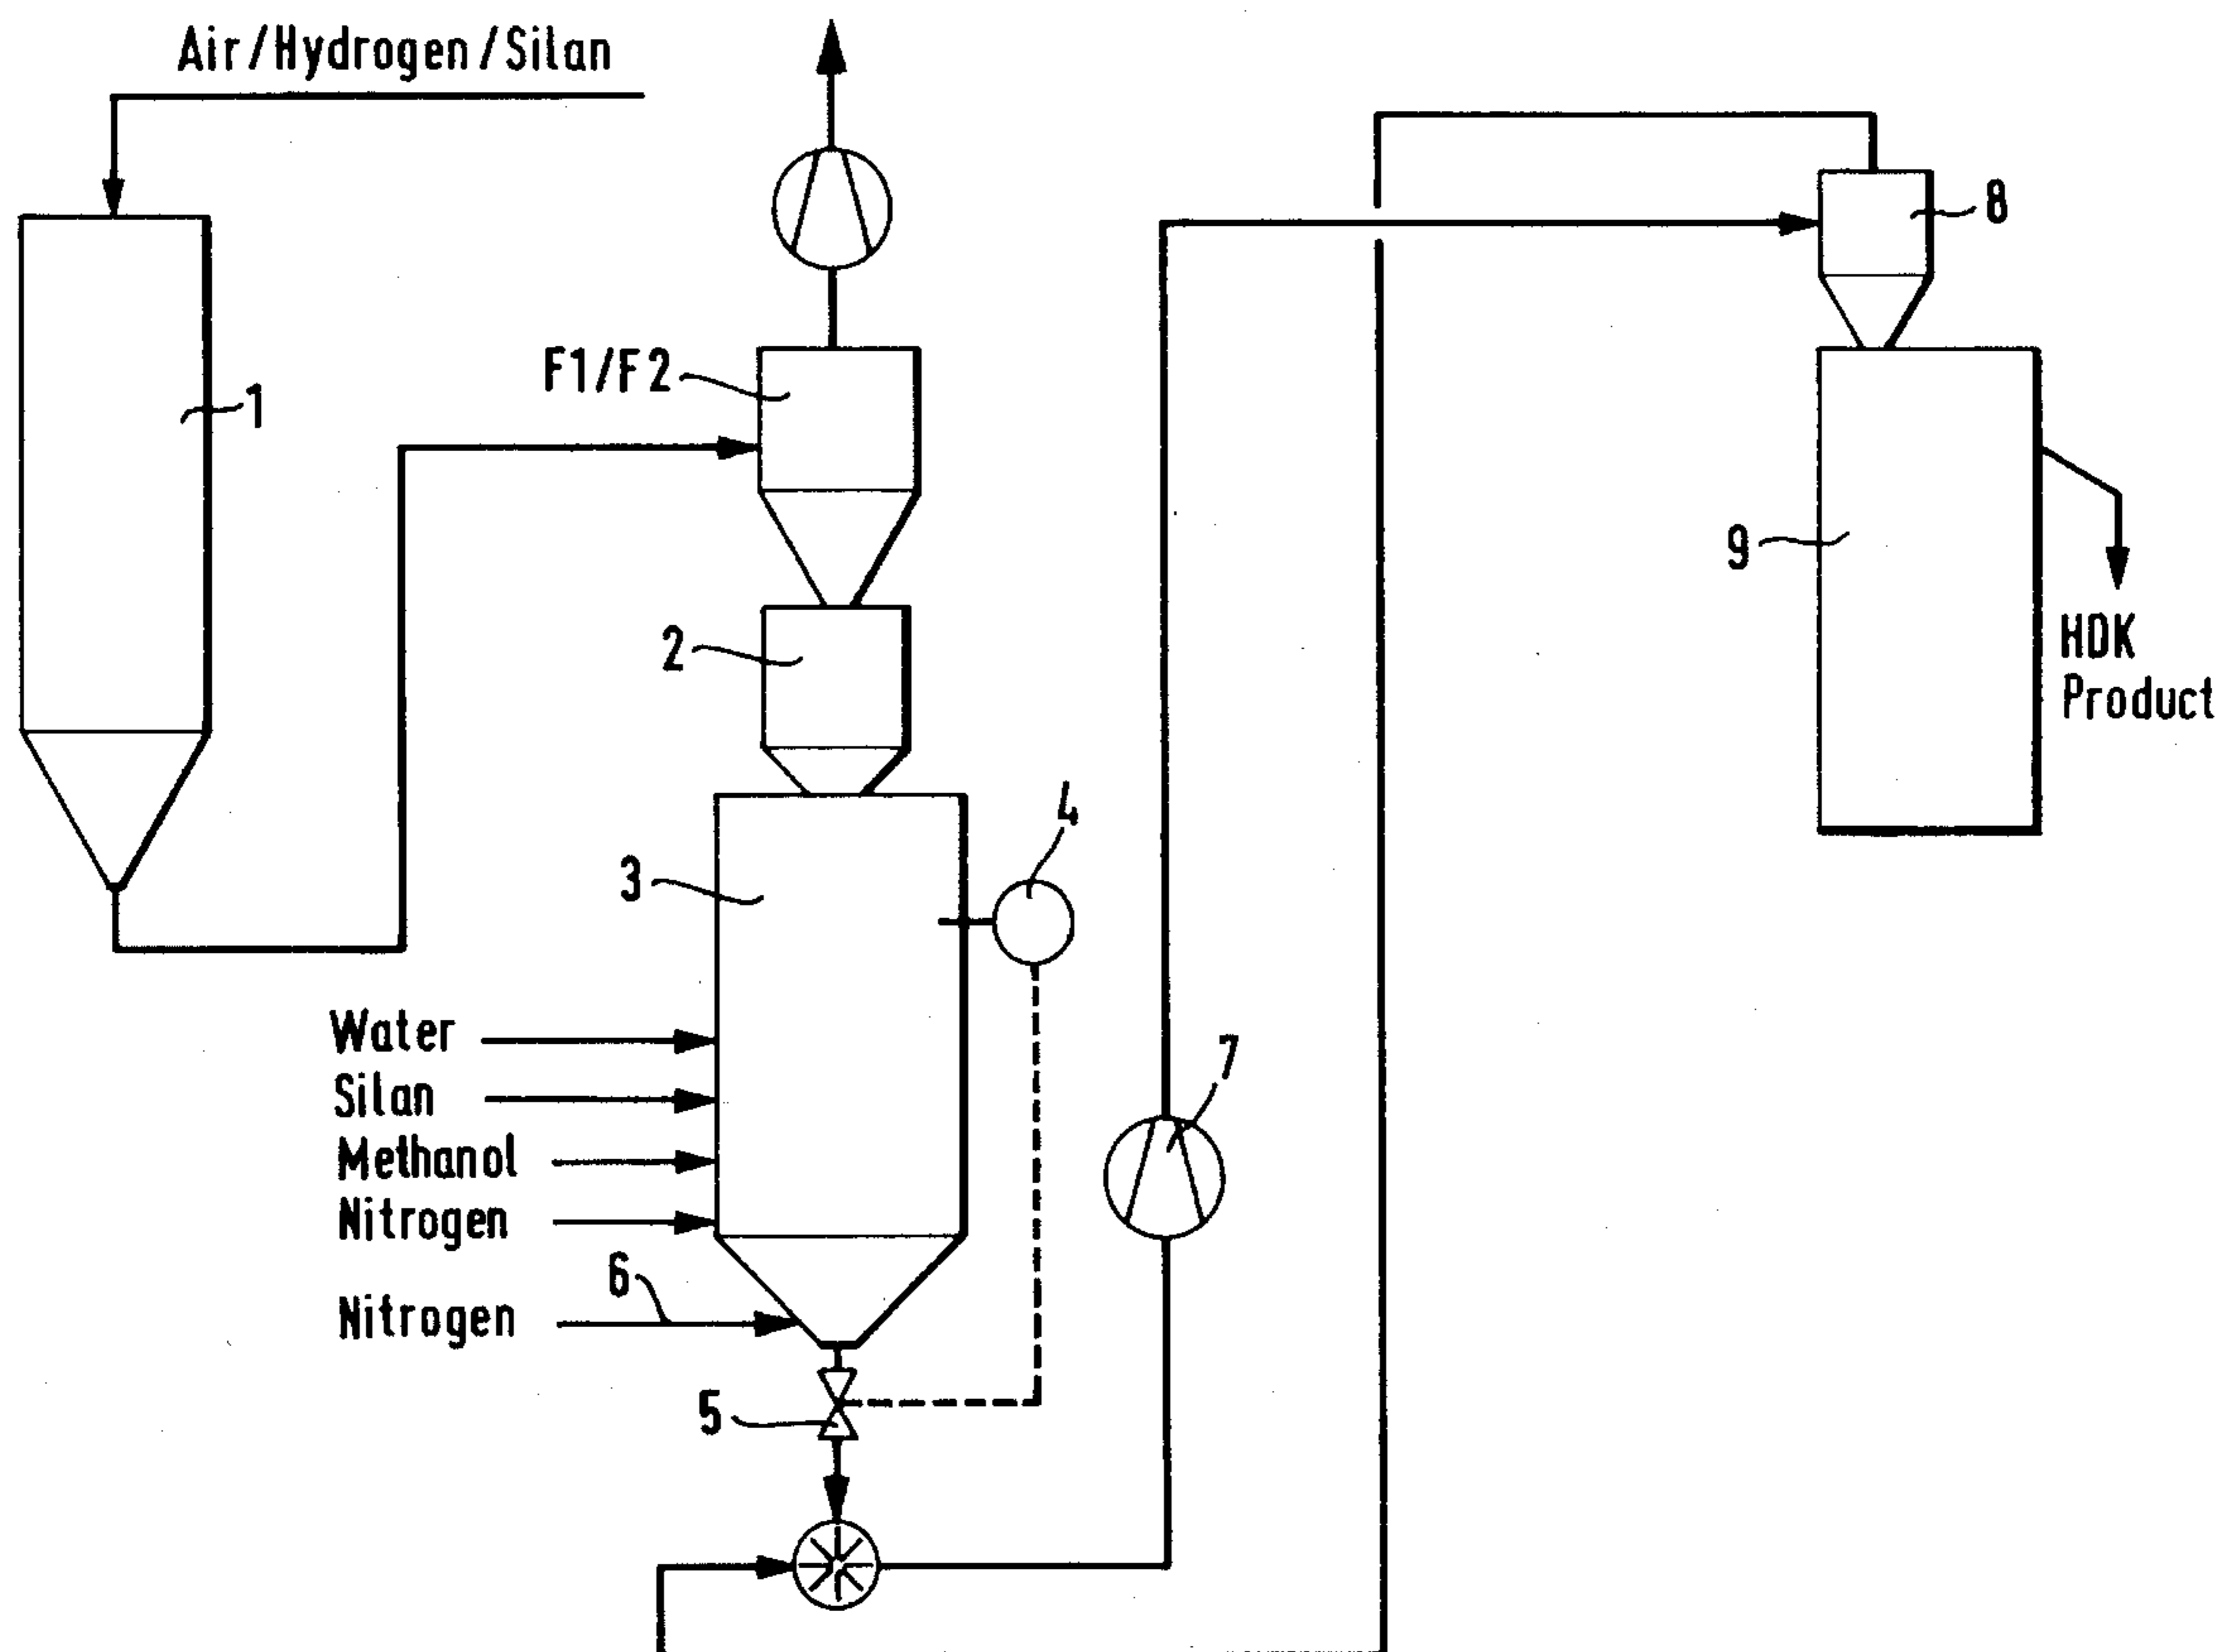 Air/Hydrogen/Silan
8
F1/F2
1
9
2
HDK
Product
4
3
Water
7
Silan
Methanol
Nitrogen
6
Nitrogen
5